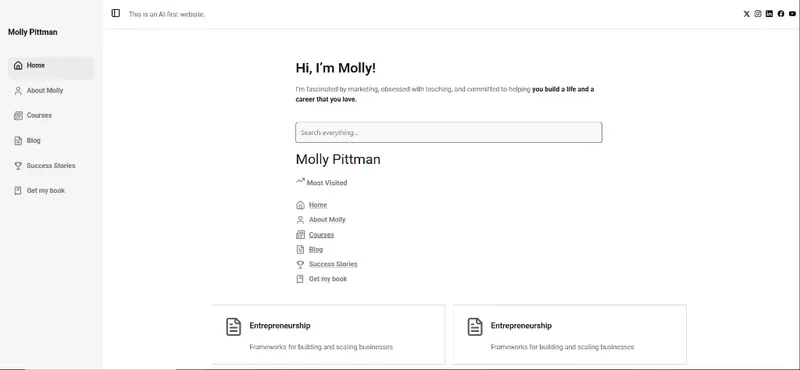 Molly Pittman
Home
About Molly
Courses
Blog
Success Stories
Get my book
This is an AI-first website.
Hi, I'm Molly!
I'm fascinated by marketing, obsessed with teaching, and committed to helping you build a life and a
career that you love.
Search everything...
Molly Pittman
Most Visited
Home
About Molly
Courses
Blog
Success Stories
Get my book
Entrepreneurship
Frameworks for building and scaling businesses
Entrepreneurship
Frameworks for building and scaling businesses